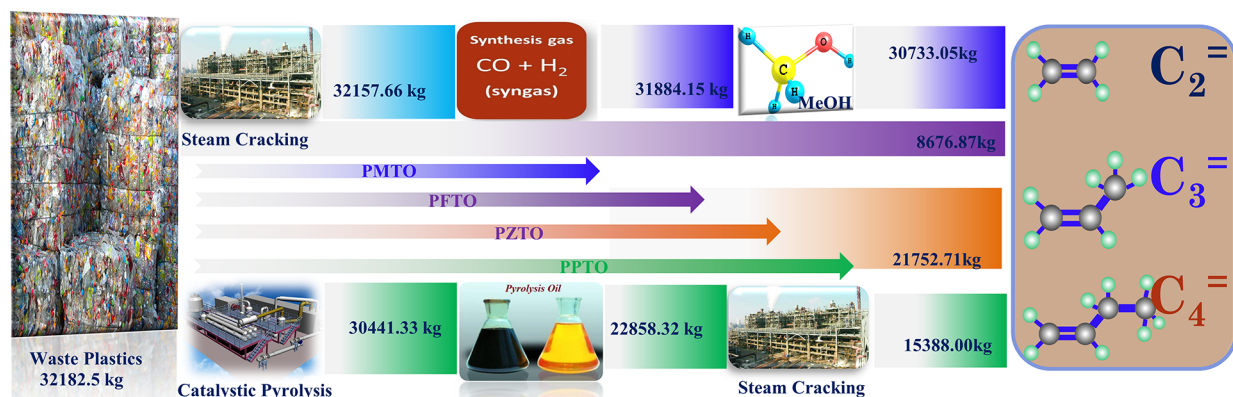 Synthesis gas
CO + H₂
(syngas)
32157.66 kg
31884.15 kg
H
O
C
H
H
H
MeOH
30733.05kg
Steam Cracking
8676.87kg
PMTO
PFTO
PZTO
PPTO
21752.71kg
Pyrolysis Oil
30441.33 kg
22858.32 kg
15388.00kg
Waste Plastics
32182.5 kg
Catalystic Pyrolysis
Steam Cracking
C₂⁼
C₃⁼
C₄⁼